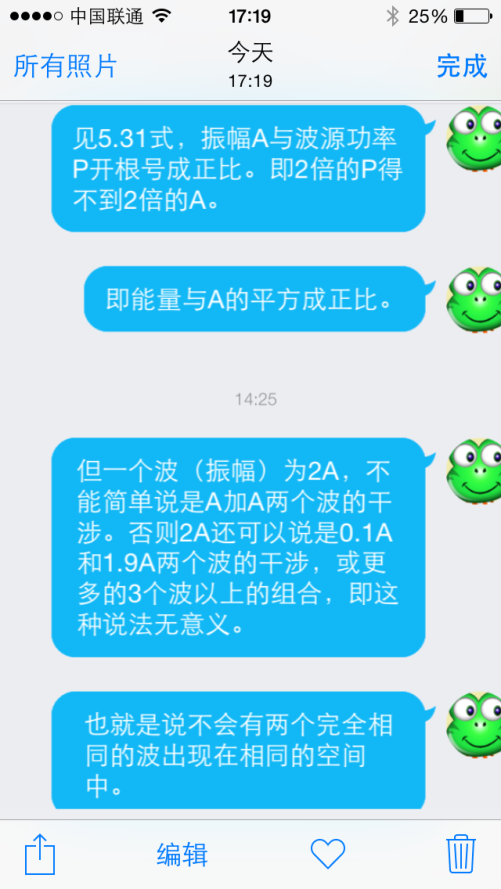 中国联通 17:19 25%
所有照片 今天 完成
17:19
见5.31式，振幅A与波源功率
P开根号成正比。即2倍的P得
不到2倍的A。
即能量与A的平方成正比。
14:25
但一个波（振幅）为2A，不
能简单说是A加A两个波的干
涉。否则2A还可以说是0.1A
和1.9A两个波的干涉，或更
多的3个波以上的组合，即这
种说法无意义。
也就是说不会有两个完全相
同的波出现在相同的空间
中。
编辑